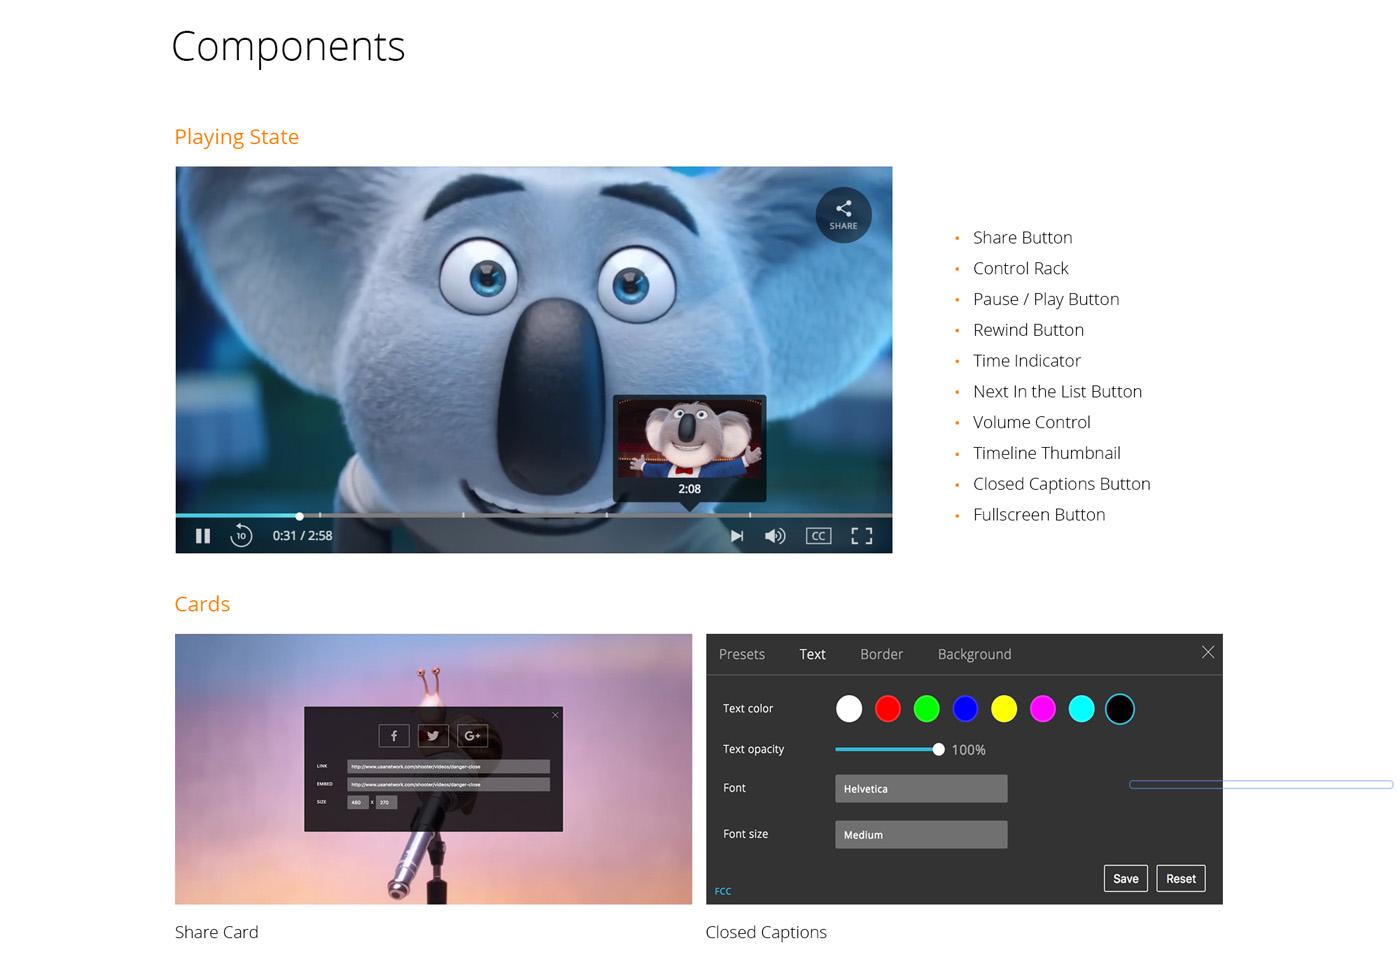 Components
Playing State
SHARE
2:08
10
0:31 / 2:58
CC
• Share Button
• Control Rack
• Pause / Play Button
• Rewind Button
• Time Indicator
• Next In the List Button
• Volume Control
• Timeline Thumbnail
• Closed Captions Button
• Fullscreen Button
Cards
f G+
LINK http://www.usanetwork.com/shooter/videos/danger-close
EMBED http://www.usanetwork.com/shooter/videos/danger-close
SIZE 480 X 270
Share Card
Presets Text Border Background
Text color
Text opacity 100%
Font Helvetica
Font size Medium
Save Reset
FCC
Closed Captions